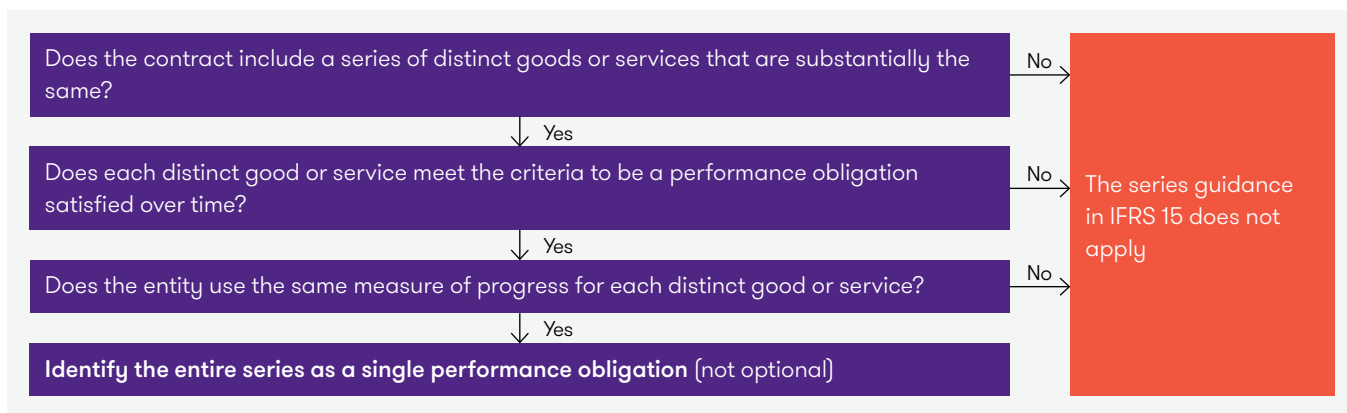 Does the contract include a series of distinct goods or services that are substantially the
same?
No
Yes
Does each distinct good or service meet the criteria to be a performance obligation
satisfied over time?
No
Yes
Does the entity use the same measure of progress for each distinct good or service?
No
Yes
Identify the entire series as a single performance obligation (not optional)
The series guidance
in IFRS 15 does not
apply